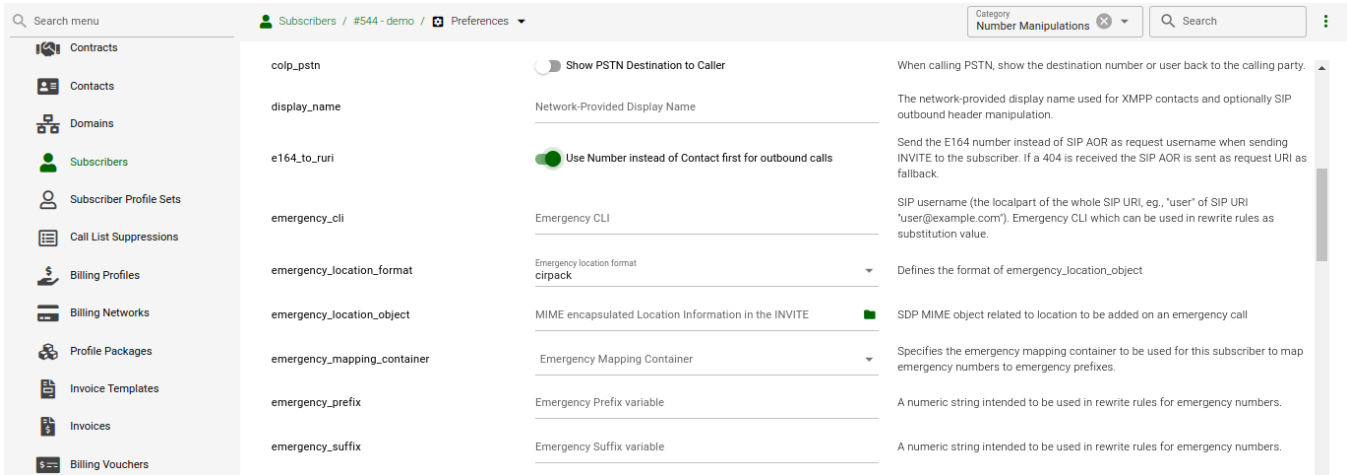 Search menu
Subscribers / #544 - demo / Preferences
Category
Number Manipulations
Search
Contracts
Contacts
Domains
Subscribers
Subscriber Profile Sets
Call List Suppressions
Billing Profiles
Billing Networks
Profile Packages
Invoice Templates
Invoices
Billing Vouchers
colp_pstn
Show PSTN Destination to Caller
When calling PSTN, show the destination number or user back to the calling party.
display_name
Network-Provided Display Name
The network-provided display name used for XMPP contacts and optionally SIP
outbound header manipulation.
e164_to_ruri
Use Number instead of Contact first for outbound calls
Send the E164 number instead of SIP AOR as request username when sending
INVITE to the subscriber. If a 404 is received the SIP AOR is sent as request URI as
fallback.
emergency_cli
Emergency CLI
SIP username (the localpart of the whole SIP URI, eg., "user" of SIP URI
"user@example.com"). Emergency CLI which can be used in rewrite rules as
substitution value.
emergency_location_format
Emergency location format
cirpack
Defines the format of emergency_location_object
emergency_location_object
MIME encapsulated Location Information in the INVITE
SDP MIME object related to location to be added on an emergency call
emergency_mapping_container
Emergency Mapping Container
Specifies the emergency mapping container to be used for this subscriber to map
emergency numbers to emergency prefixes.
emergency_prefix
Emergency Prefix variable
A numeric string intended to be used in rewrite rules for emergency numbers.
emergency_suffix
Emergency Suffix variable
A numeric string intended to be used in rewrite rules for emergency numbers.